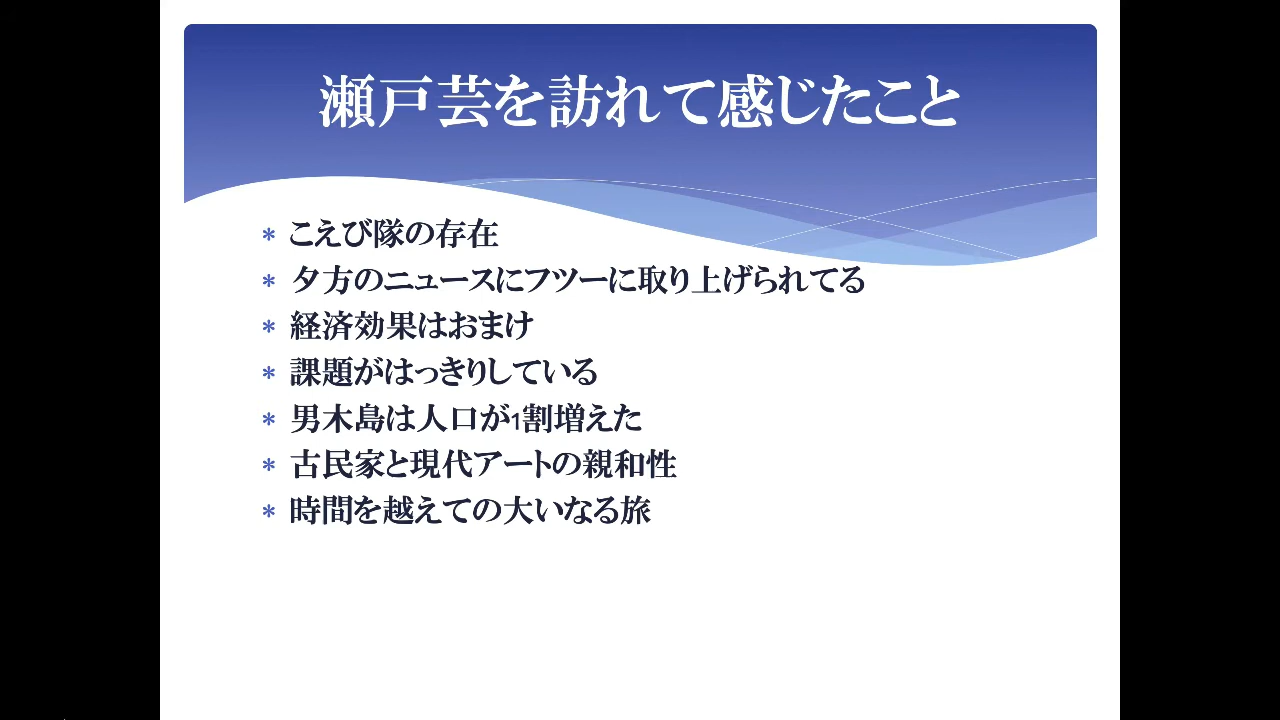 瀬戸芸を訪れて感じたこと
* こえび隊の存在
* 夕方のニュースにフツーに取り上げられてる
* 経済効果はおまけ
* 課題がはっきりしている
* 男木島は人口が1割増えた
* 古民家と現代アートの親和性
* 時間を越えての大いなる旅